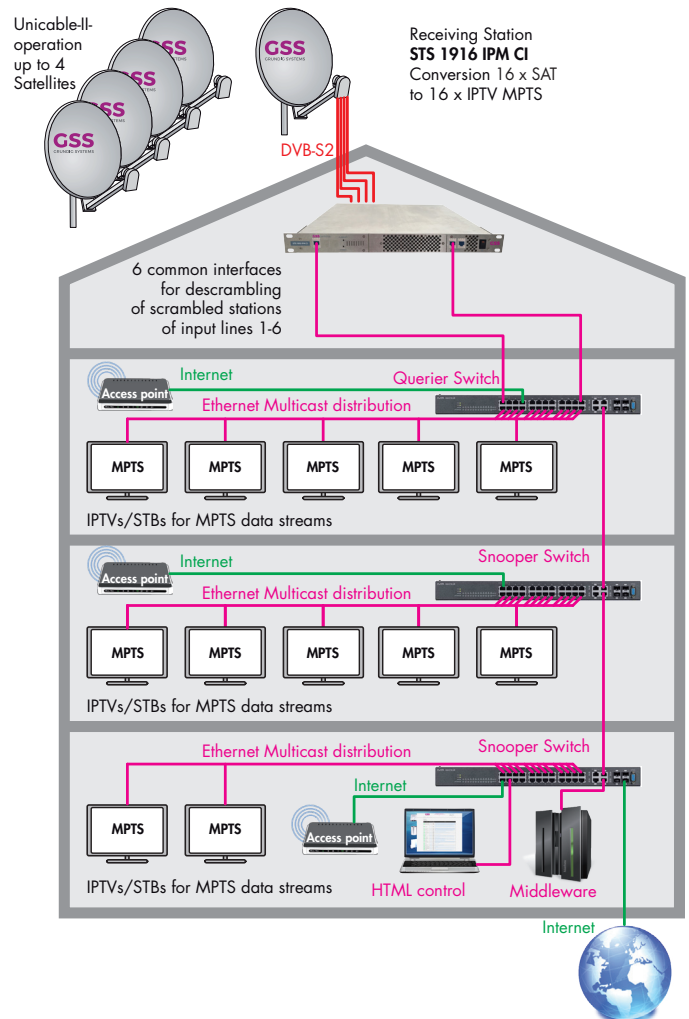 Unicable-II-
operation
up to 4
Satellites
GSS
GSS
GSS
GSS
GRUNDIG SYSTEMS
GSS
GRUNDIG SYSTEMS
Receiving Station
STS 1916 IPM CI
Conversion 16 x SAT
to 16 x IPTV MPTS
DVB-S2
6 common interfaces
for descrambling
of scrambled stations
of input lines 1-6
Internet
Querier Switch
Access point
Ethernet Multicast distribution
MPTS
MPTS
MPTS
MPTS
MPTS
IPTVs/STBs for MPTS data streams
Internet
Snooper Switch
Access point
Ethernet Multicast distribution
MPTS
MPTS
MPTS
MPTS
MPTS
IPTVs/STBs for MPTS data streams
Ethernet Multicast distribution
Snooper Switch
Internet
MPTS
MPTS
Access point
IPTVs/STBs for MPTS data streams
HTML control
Middleware
Internet